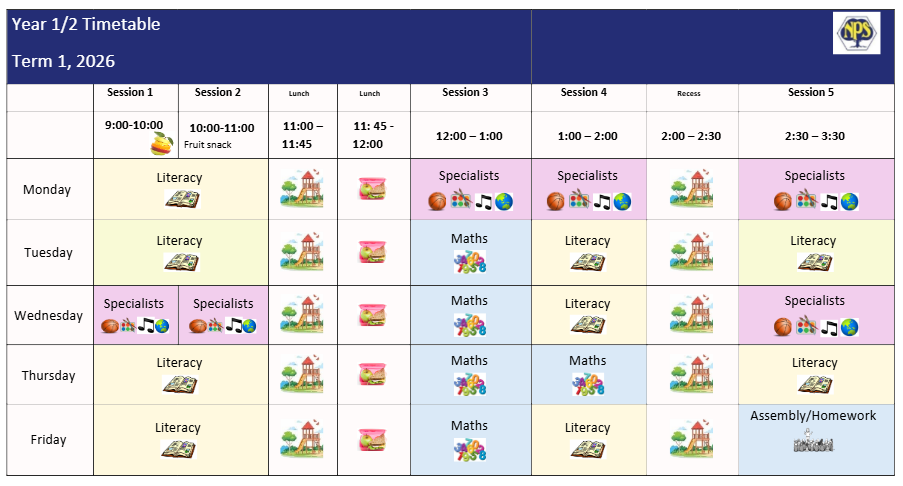 Year 1/2 Timetable
Term 1, 2026
NPS
Session 1 Session 2 Lunch Lunch Session 3 Session 4 Recess Session 5
9:00-10:00 10:00-11:00 11:00 – 11: 45 - 12:00 – 1:00 1:00 – 2:00 2:00 – 2:30 2:30 – 3:30
Fruit snack 11:45 12:00
Monday Literacy Specialists Specialists Specialists
Tuesday Literacy Maths Literacy Literacy
Wednesday Specialists Specialists Maths Literacy Specialists
Thursday Literacy Maths Maths Literacy
Friday Literacy Maths Literacy Assembly/Homework